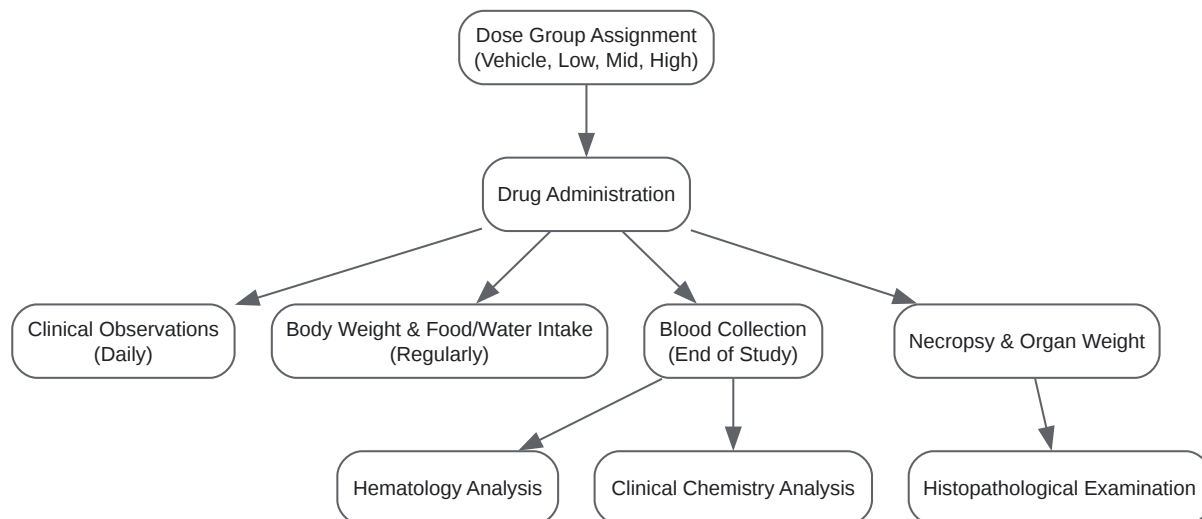 Dose Group Assignment
(Vehicle, Low, Mid, High)
Drug Administration
Clinical Observations
(Daily)
Body Weight & Food/Water Intake
(Regularly)
Blood Collection
(End of Study)
Necropsy & Organ Weight
Hematology Analysis
Clinical Chemistry Analysis
Histopathological Examination